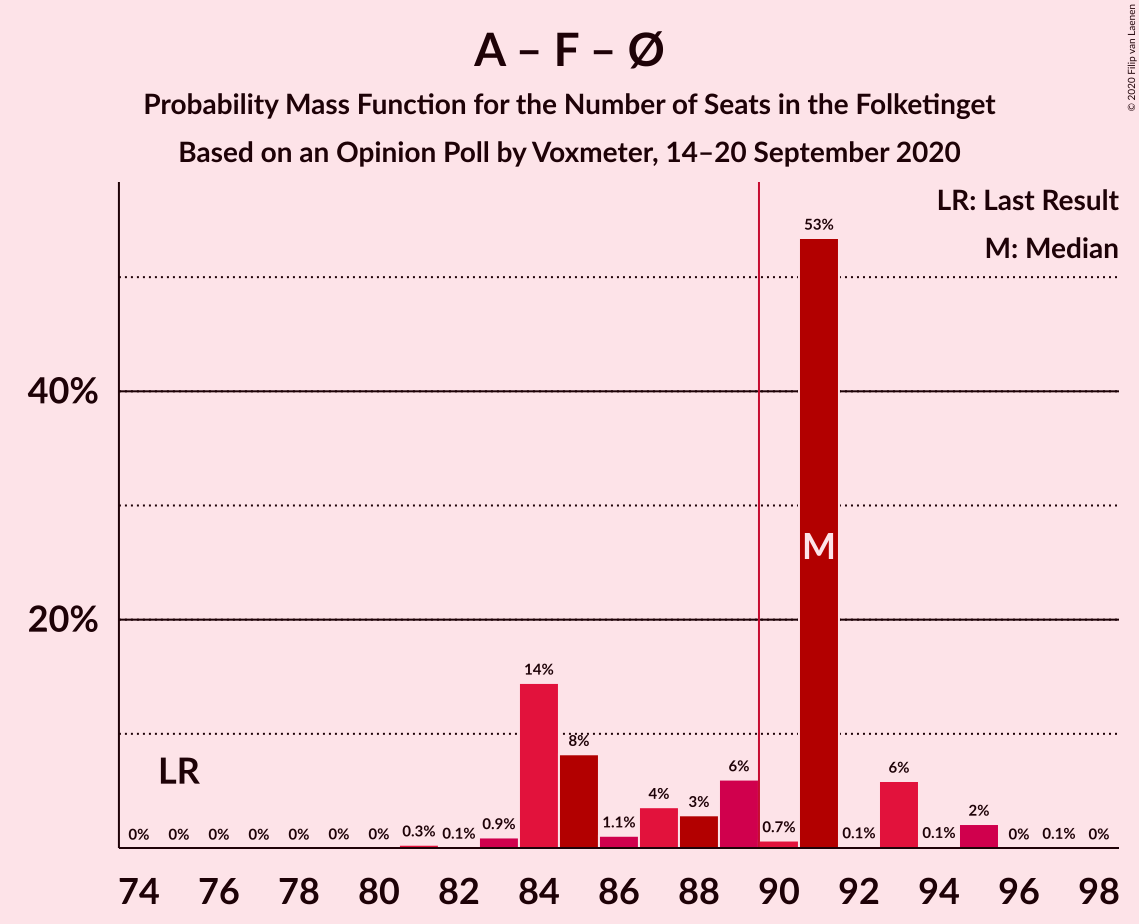 A – F – Ø
Probability Mass Function for the Number of Seats in the Folketinget
Based on an Opinion Poll by Voxmeter, 14–20 September 2020
© 2020 Filip van Laenen
LR: Last Result
M: Median
53%
40%
M
20%
14%
8%
LR
6%
6%
4%
3%
2%
0% 0% 0% 0% 0% 0% 0% 0.3% 0.1% 0.9% 1.1% 0.7% 0.1% 0.1% 0% 0.1% 0%
74 76 78 80 82 84 86 88 90 92 94 96 98